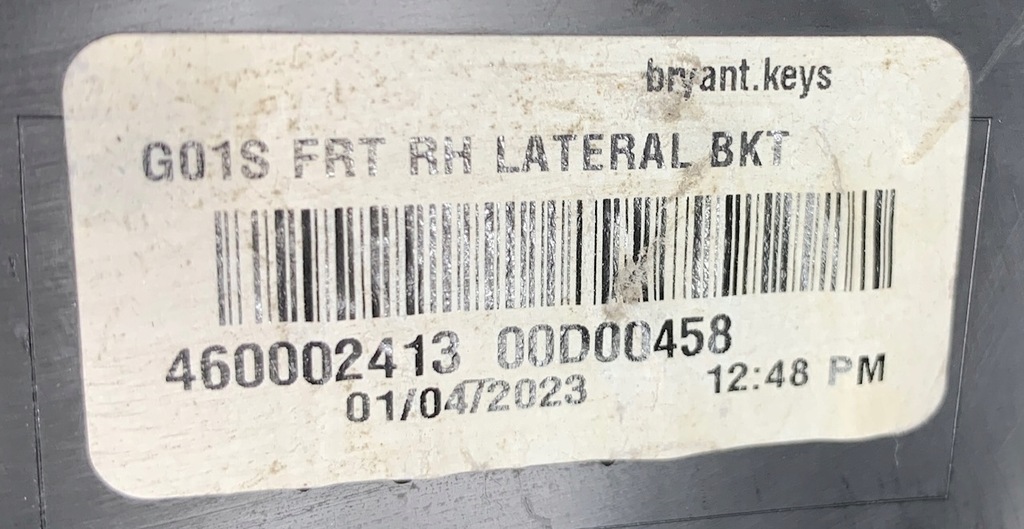 bryant.keys
G01S FRT RH LATERAL BKT
460002413 00D00458
01/04/2023 12:48 PM